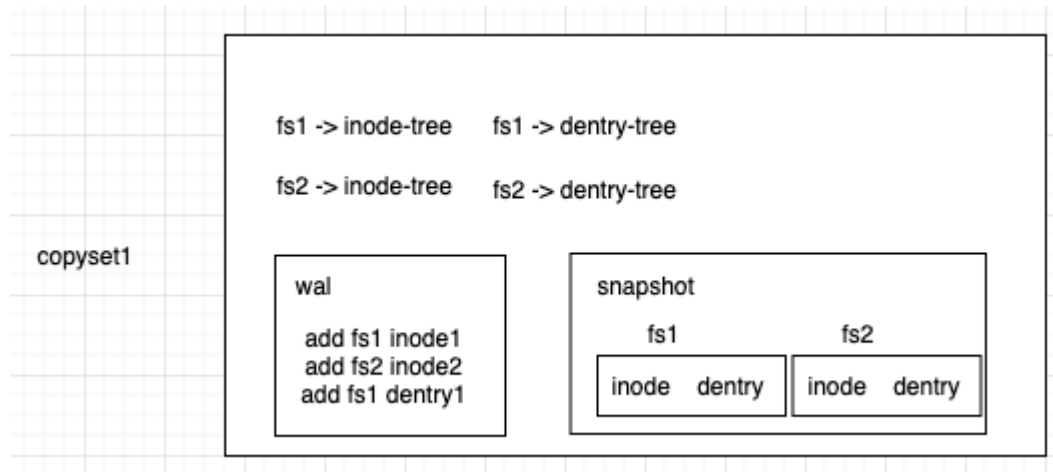 fs1 -> inode-tree fs1 -> dentry-tree
fs2 -> inode-tree fs2 -> dentry-tree
copyset1
wal
add fs1 inode1
add fs2 inode2
add fs1 dentry1
snapshot
fs1 fs2
inode dentry inode dentry